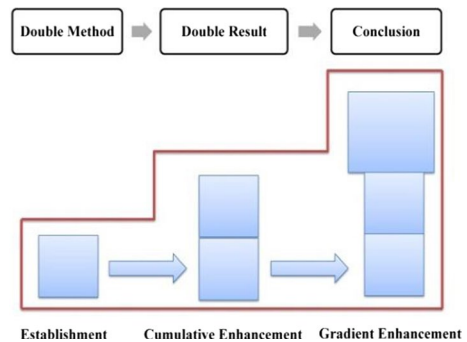 Double Method Double Result Conclusion
Establishment Cumulative Enhancement Gradient Enhancement